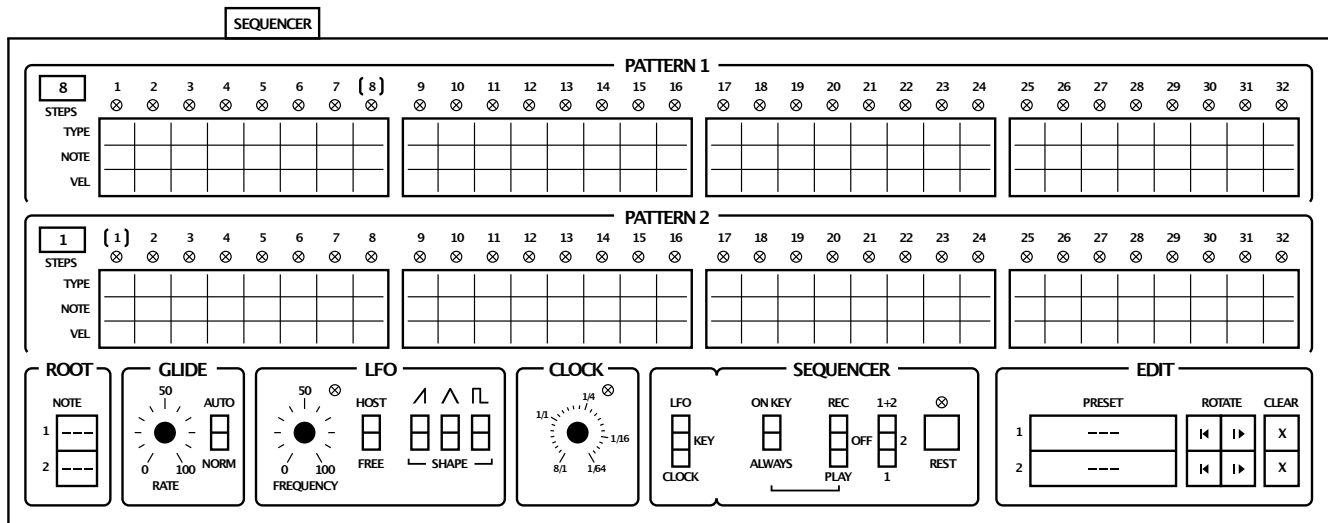 SEQUENCER
PATTERN 1
8 1 2 3 4 5 6 7 (8) 9 10 11 12 13 14 15 16 17 18 19 20 21 22 23 24 25 26 27 28 29 30 31 32
STEPS
TYPE
NOTE
VEL
PATTERN 2
1 (1) 2 3 4 5 6 7 8 9 10 11 12 13 14 15 16 17 18 19 20 21 22 23 24 25 26 27 28 29 30 31 32
STEPS
TYPE
NOTE
VEL
ROOT GLIDE LFO CLOCK SEQUENCER EDIT
NOTE 50 AUTO 50 HOST 1/4 LFO ON KEY REC 1+2 PRESET ROTATE CLEAR
1/1
1 --- 1/16 KEY OFF 2 1 --- X
2 --- 0 100 NORM 0 100 FREE SHAPE 8/1 1/64 CLOCK ALWAYS PLAY 1 REST 2 --- X
RATE FREQUENCY